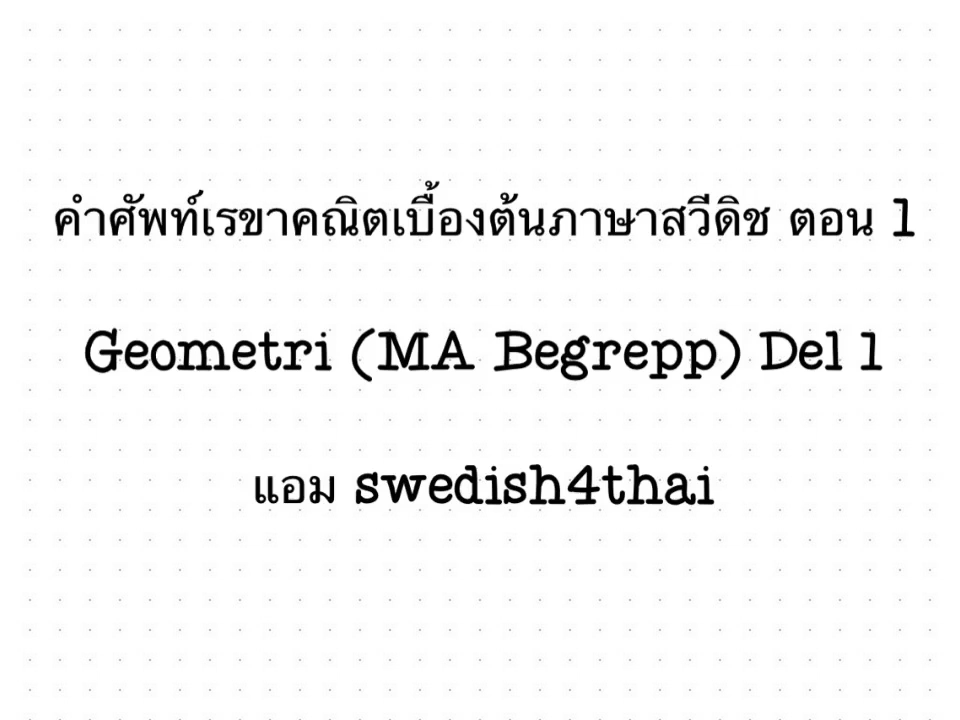 คำศัพท์เรขาคณิตเบื้องต้นภาษาสวีดิช ตอน 1
Geometri (MA Begrepp) Del 1
แอม swedish4thai